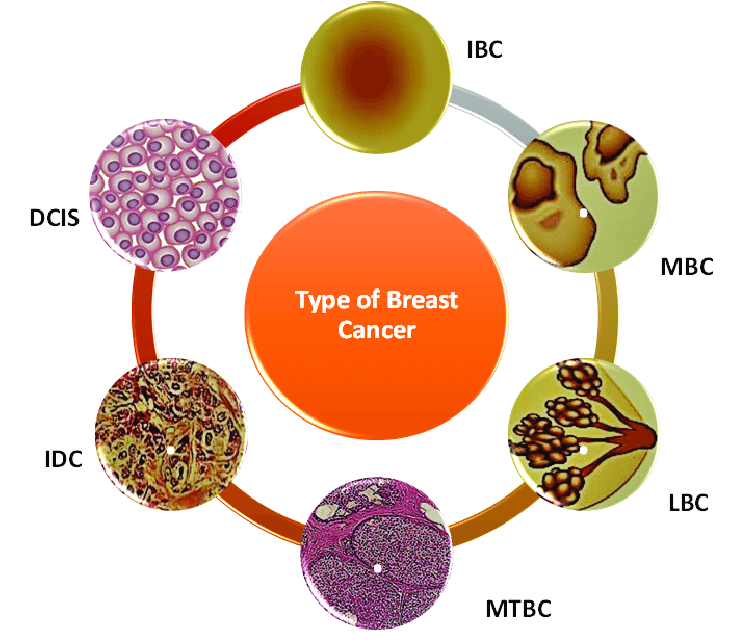 IBC
DCIS
MBC
Type of Breast
Cancer
IDC
LBC
MTBC